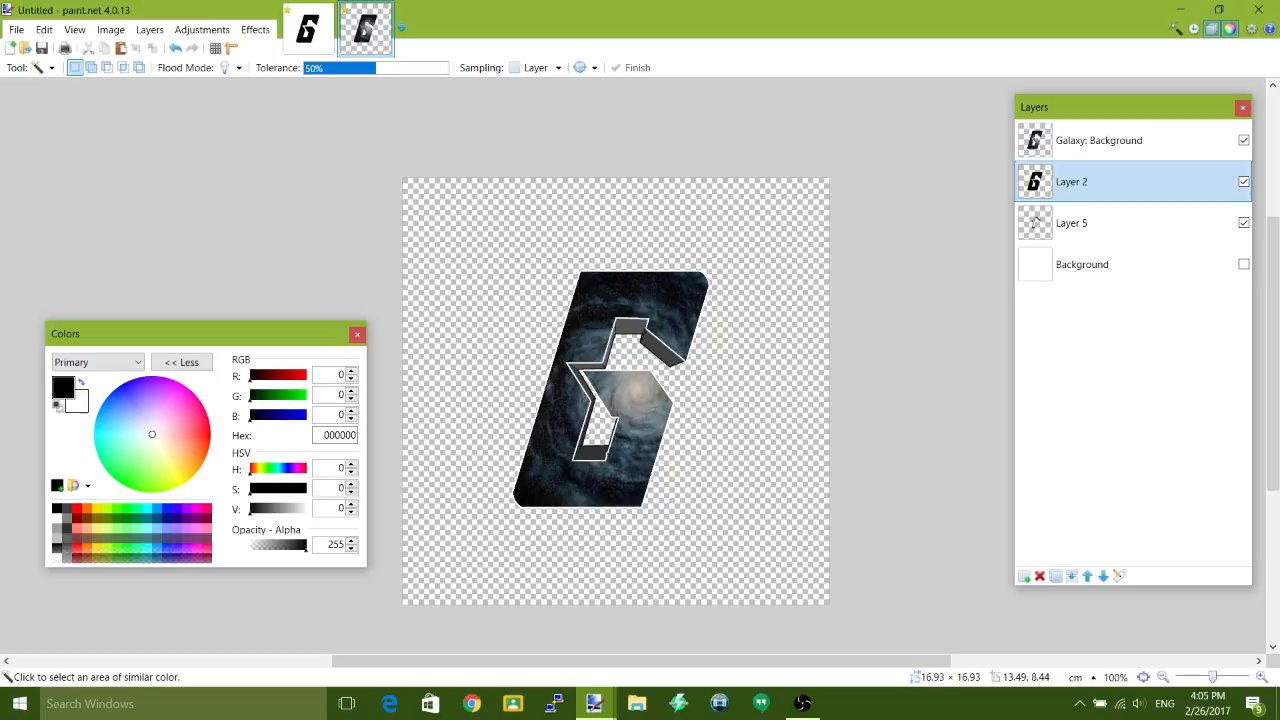 Untitled - paint.net 4.0.13
File Edit View Image Layers Adjustments Effects
Tool: Flood Mode: Tolerance: 50% Sampling: Layer Finish
Layers
Galaxy: Background
Layer 2
Layer 5
Background
Colors
Primary << Less
RGB
R: 0
G: 0
B: 0
Hex: 000000
HSV
H: 0
S: 0
V: 0
Opacity - Alpha
255
6
Click to select an area of similar color. 16.93 × 16.93 13.49, 8.44 cm 100%
Search Windows
ENG 4:05 PM
2/26/2017 9